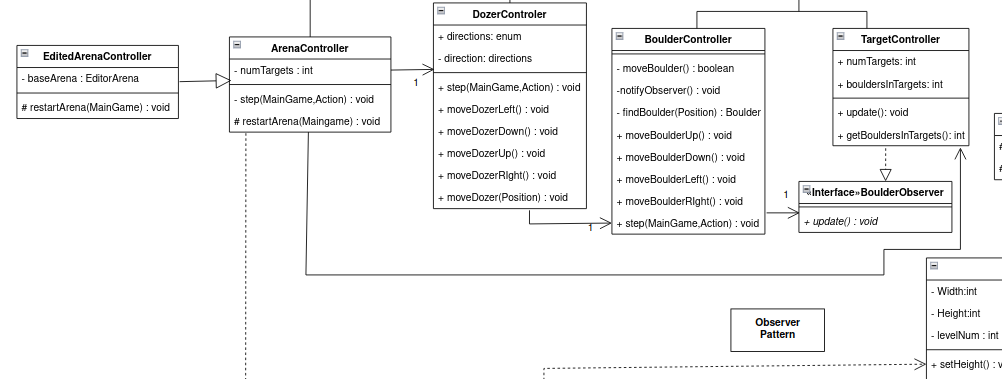 EditedArenaController
- baseArena : EditorArena
# restartArena(MainGame) : void
ArenaController
- numTargets : int
- step(MainGame,Action) : void
# restartArena(Maingame) : void
1
DozerControler
+ directions: enum
- direction: directions
+ step(MainGame,Action) : void
+ moveDozerLeft() : void
+ moveDozerDown() : void
+ moveDozerUp() : void
+ moveDozerRIght() : void
+ moveDozer(Position) : void
1
BoulderController
- moveBoulder() : boolean
-notifyObserver() : void
- findBoulder(Position) : Boulder
+ moveBoulderUp() : void
+ moveBoulderDown() : void
+ moveBoulderLeft() : void
+ moveBoulderRIght() : void
+ step(MainGame,Action) : void
1
TargetController
+ numTargets: int
+ bouldersInTargets: int
+ update(): void
+ getBouldersInTargets(): int
«Interface»BoulderObserver
+ update() : void
Observer
Pattern
#
#
- Width:int
- Height:int
- levelNum : int
+ setHeight() : v